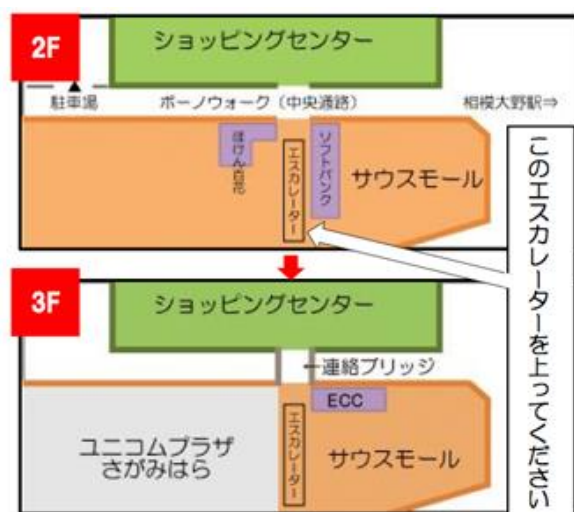 2F
ショッピングセンター
駐車場
ボーノウォーク（中央通路）
相模大野駅⇒
ほけん百花
エスカレーター
ソフトバンク
サウスモール
このエスカレーターを上ってください
3F
ショッピングセンター
←連絡ブリッジ
ECC
ユニコムプラザ
さがみはら
エスカレーター
サウスモール